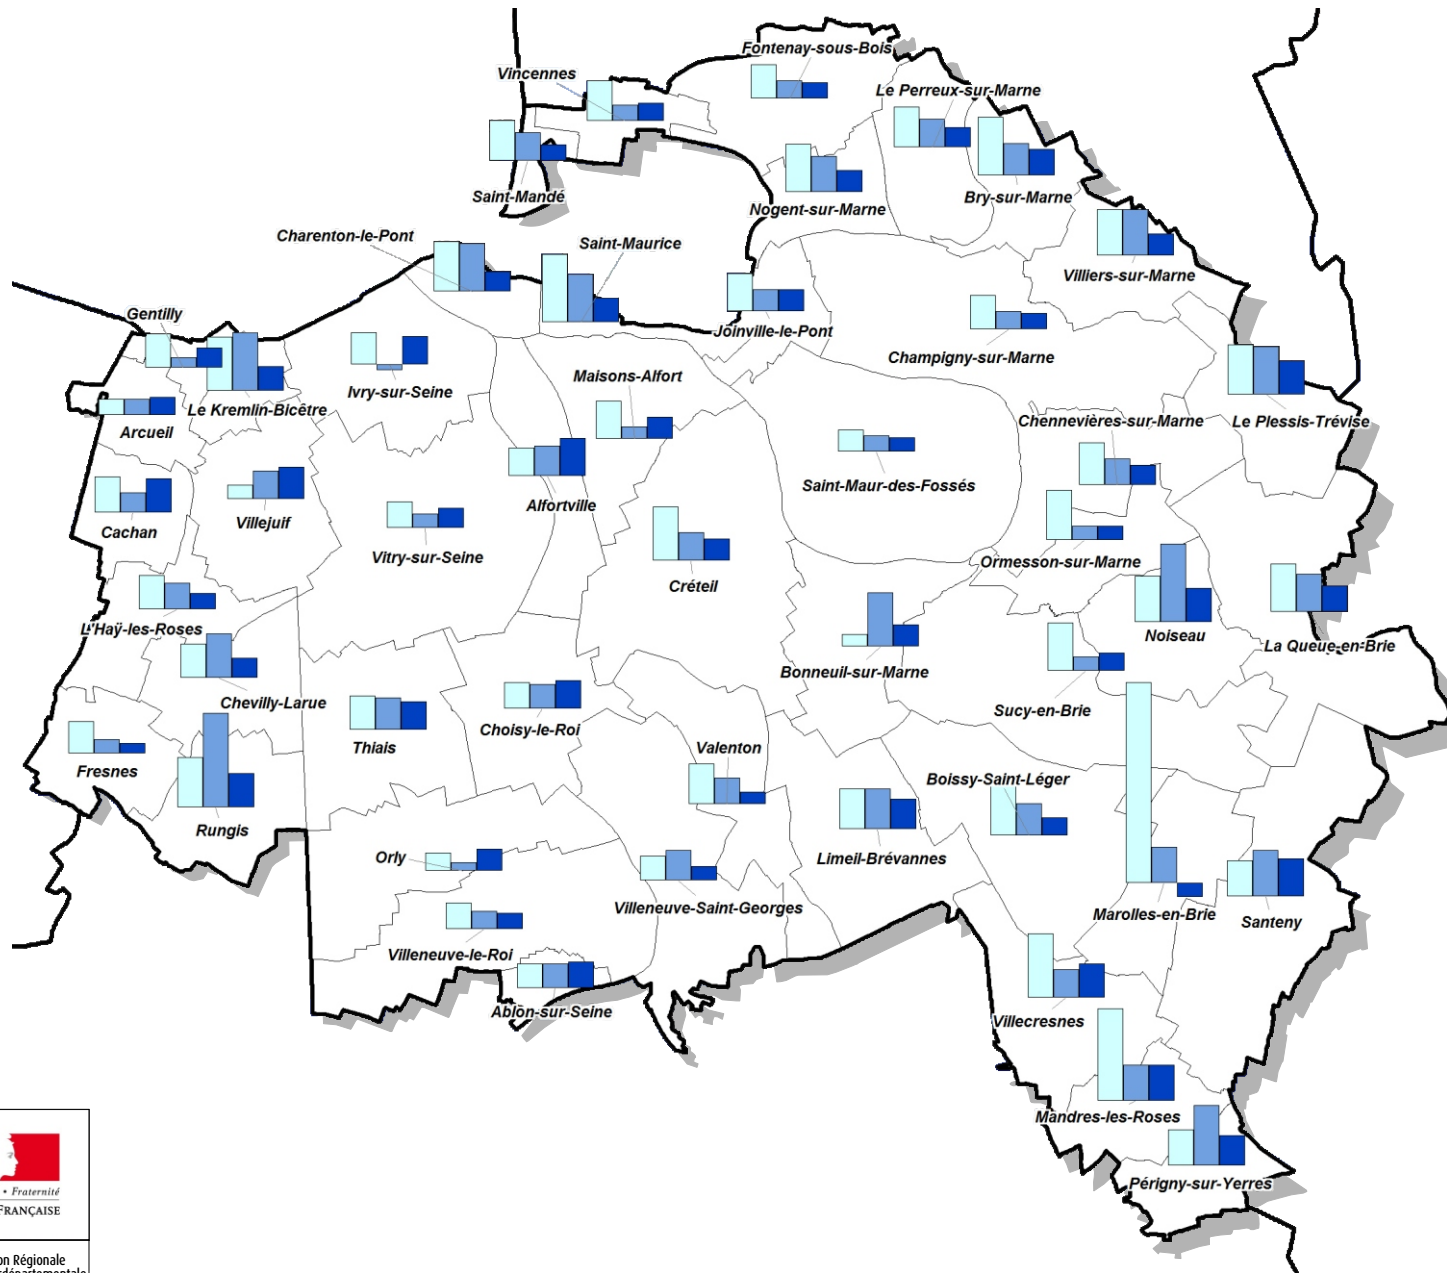 Fontenay-sous-Bois
Vincennes
Le Perreux-sur-Marne
Saint-Mandé
Nogent-sur-Marne
Bry-sur-Marne
Charenton-le-Pont
Saint-Maurice
Villiers-sur-Marne
Gentilly
Joinville-le-Pont
Champigny-sur-Marne
Maisons-Alfort
Ivry-sur-Seine
Le Kremlin-Bicêtre
Chennevières-sur-Marne
Le Plessis-Trévise
Arcueil
Saint-Maur-des-Fossés
Alfortville
Villejuif
Cachan
Vitry-sur-Seine
Ormesson-sur-Marne
Créteil
L'Haÿ-les-Roses
Noiseau
La Queue-en-Brie
Bonneuil-sur-Marne
Chevilly-Larue
Sucy-en-Brie
Choisy-le-Roi
Thiais
Valenton
Fresnes
Boissy-Saint-Léger
Rungis
Orly
Limeil-Brévannes
Villeneuve-Saint-Georges
Marolles-en-Brie
Santeny
Villeneuve-le-Roi
Ablon-sur-Seine
Villecresnes
Mandres-les-Roses
Périgny-sur-Yerres
• Fraternité
FRANÇAISE
on Régionale
rdépartementale